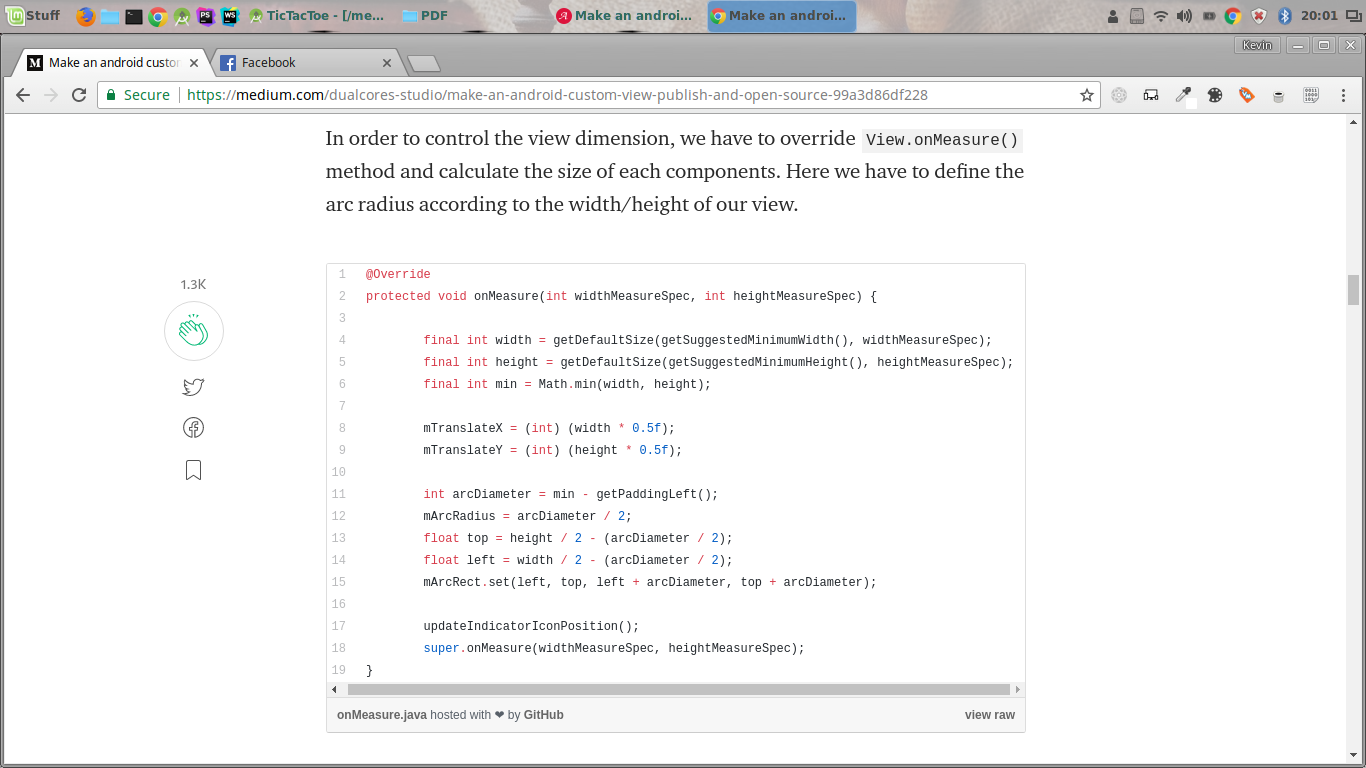 Stuff
TicTacToe - [/me...
PDF
Make an androi...
Make an androi...
20:01
Kevin
Make an android custo
Facebook
Secure
https://medium.com/dualcores-studio/make-an-android-custom-view-publish-and-open-source-99a3d86df228
In order to control the view dimension, we have to override View.onMeasure()
method and calculate the size of each components. Here we have to define the
arc radius according to the width/height of our view.
1.3K
1 @Override
2 protected void onMeasure(int widthMeasureSpec, int heightMeasureSpec) {
3
4 final int width = getDefaultSize(getSuggestedMinimumWidth(), widthMeasureSpec);
5 final int height = getDefaultSize(getSuggestedMinimumHeight(), heightMeasureSpec);
6 final int min = Math.min(width, height);
7
8 mTranslateX = (int) (width * 0.5f);
9 mTranslateY = (int) (height * 0.5f);
10
11 int arcDiameter = min - getPaddingLeft();
12 mArcRadius = arcDiameter / 2;
13 float top = height / 2 - (arcDiameter / 2);
14 float left = width / 2 - (arcDiameter / 2);
15 mArcRect.set(left, top, left + arcDiameter, top + arcDiameter);
16
17 updateIndicatorIconPosition();
18 super.onMeasure(widthMeasureSpec, heightMeasureSpec);
19 }
onMeasure.java hosted with ❤ by GitHub
view raw